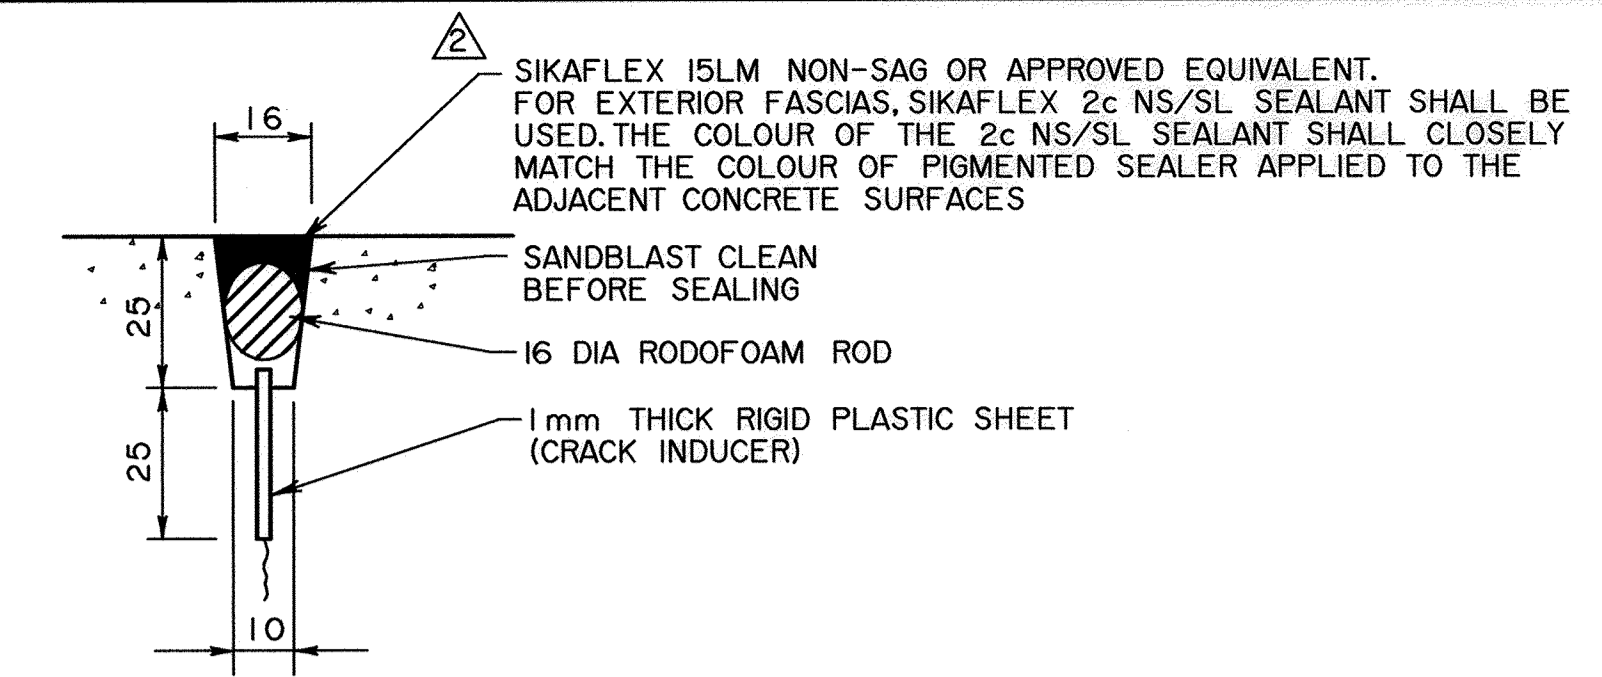 2
SIKAFLEX 15LM NON-SAG OR APPROVED EQUIVALENT.
FOR EXTERIOR FASCIAS, SIKAFLEX 2c NS/SL SEALANT SHALL BE
USED. THE COLOUR OF THE 2c NS/SL SEALANT SHALL CLOSELY
MATCH THE COLOUR OF PIGMENTED SEALER APPLIED TO THE
ADJACENT CONCRETE SURFACES
16
SANDBLAST CLEAN
BEFORE SEALING
25
16 DIA RODOFOAM ROD
1mm THICK RIGID PLASTIC SHEET
(CRACK INDUCER)
25
10